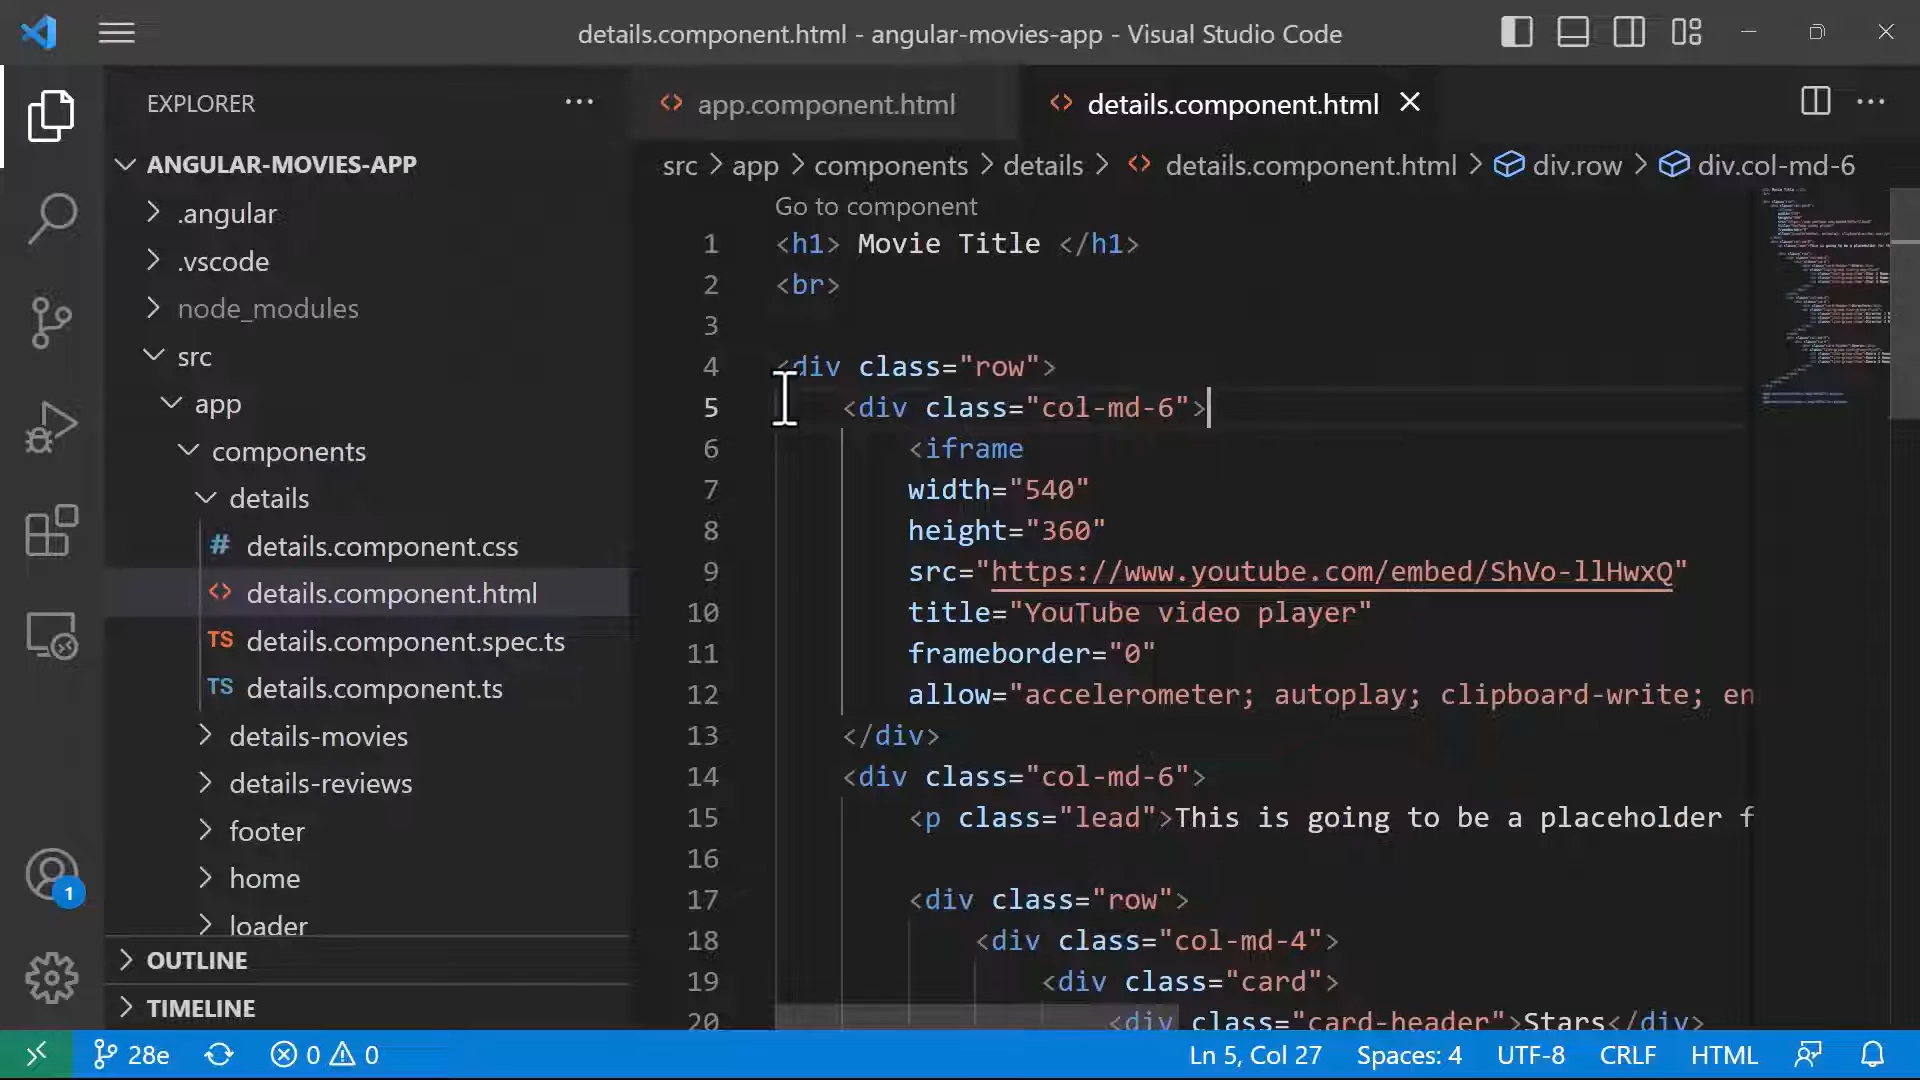 details.component.html - angular-movies-app - Visual Studio Code
EXPLORER
ANGULAR-MOVIES-APP
.angular
.vscode
node_modules
src
app
components
details
# details.component.css
<> details.component.html
TS details.component.spec.ts
TS details.component.ts
details-movies
details-reviews
footer
home
loader
OUTLINE
TIMELINE
<> app.component.html
<> details.component.html
src > app > components > details > <> details.component.html > div.row > div.col-md-6
Go to component
1 <h1> Movie Title </h1>
2 <br>
3
4 <div class="row">
5 <div class="col-md-6">
6 <iframe
7 width="540"
8 height="360"
9 src="https://www.youtube.com/embed/ShVo-llHwxQ"
10 title="YouTube video player"
11 frameborder="0"
12 allow="accelerometer; autoplay; clipboard-write; en
13 </div>
14 <div class="col-md-6">
15 <p class="lead">This is going to be a placeholder f
16
17 <div class="row">
18 <div class="col-md-4">
19 <div class="card">
20 <div class="card-header">Stars</div>
1
28e
0 0
Ln 5, Col 27
Spaces: 4
UTF-8
CRLF
HTML